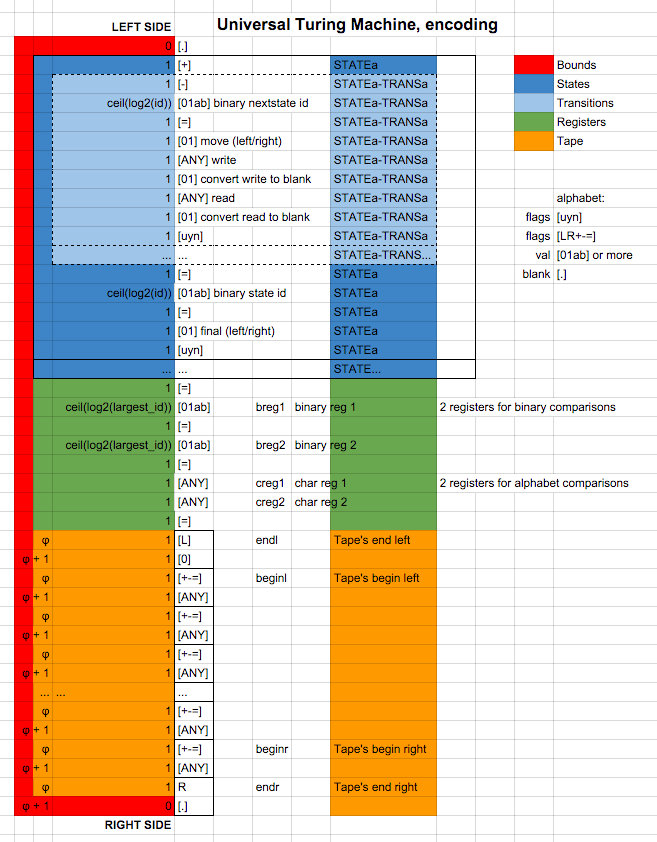 Universal Turing Machine, encoding
LEFT SIDE
0 [.]
1 [+] STATEa Bounds
1 [-] STATEa-TRANSa States
ceil(log2(id)) [01ab] binary nextstate id STATEa-TRANSa Transitions
1 [=] STATEa-TRANSa Registers
1 [01] move (left/right) STATEa-TRANSa Tape
1 [ANY] write STATEa-TRANSa
1 [01] convert write to blank STATEa-TRANSa
1 [ANY] read STATEa-TRANSa alphabet:
1 [01] convert read to blank STATEa-TRANSa flags [uyn]
1 [uyn] STATEa-TRANSa flags [LR+-=]
... ... STATEa-TRANS... val [01ab] or more
1 [=] STATEa blank [.]
ceil(log2(id)) [01ab] binary state id STATEa
1 [=] STATEa
1 [01] final (left/right) STATEa
1 [uyn] STATEa
... ... STATE...
1 [=]
ceil(log2(largest_id)) [01ab] breg1 binary reg 1 2 registers for binary comparisons
1 [=]
ceil(log2(largest_id)) [01ab] breg2 binary reg 2
1 [=]
1 [ANY] creg1 char reg 1 2 registers for alphabet comparisons
1 [ANY] creg2 char reg 2
1 [=]
φ 1 [L] endl Tape's end left
φ + 1 1 [0]
φ 1 [+-=] beginl Tape's begin left
φ + 1 1 [ANY]
φ 1 [+-=]
φ + 1 1 [ANY]
φ 1 [+-=]
φ + 1 1 [ANY]
... ... ...
φ 1 [+-=]
φ + 1 1 [ANY]
φ 1 [+-=] beginr Tape's begin right
φ + 1 1 [ANY]
φ 1 R endr Tape's end right
φ + 1 0 [.]
RIGHT SIDE